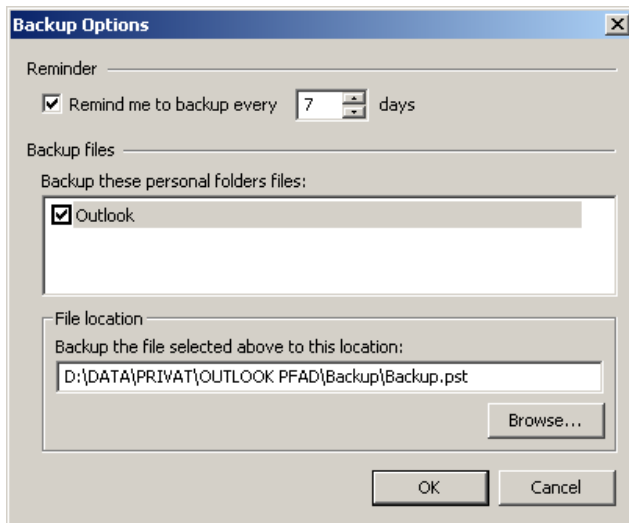 Backup Options
Reminder
Remind me to backup every 7 days
Backup files
Backup these personal folders files:
Outlook
File location
Backup the file selected above to this location:
D:\DATA\PRIVAT\OUTLOOK PFAD\Backup\Backup.pst
Browse...
OK Cancel